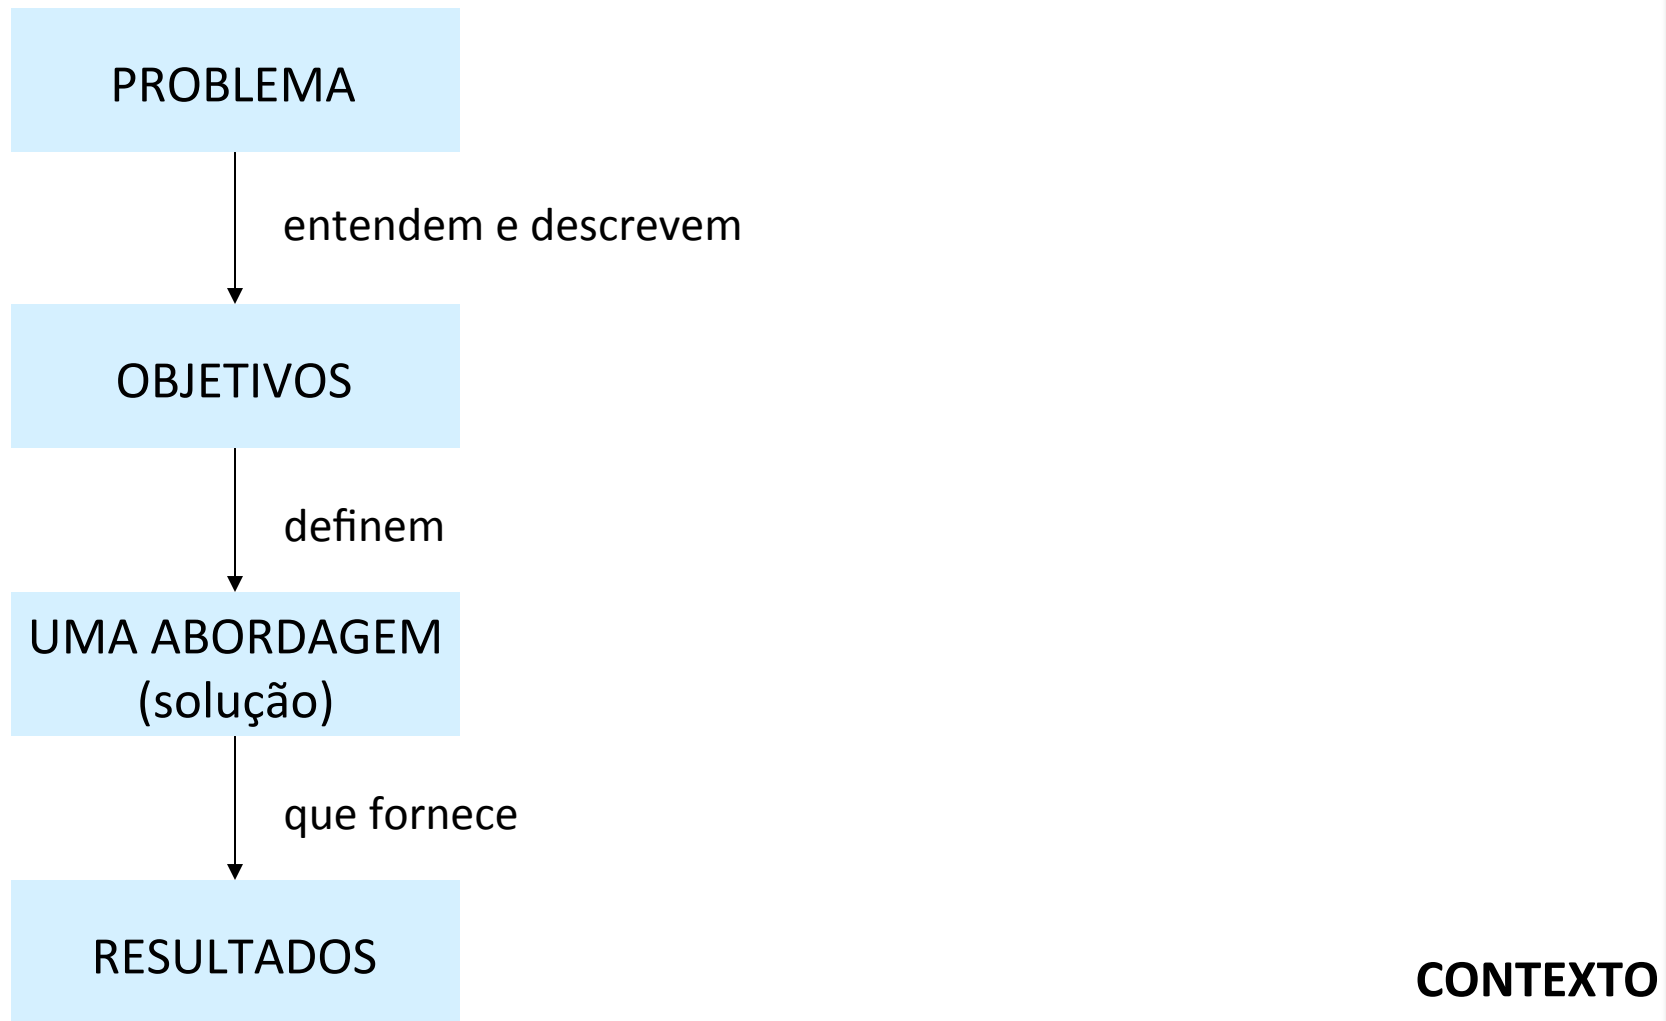 PROBLEMA
entendem e descrevem
OBJETIVOS
definem
UMA ABORDAGEM
(solução)
que fornece
RESULTADOS
CONTEXTO